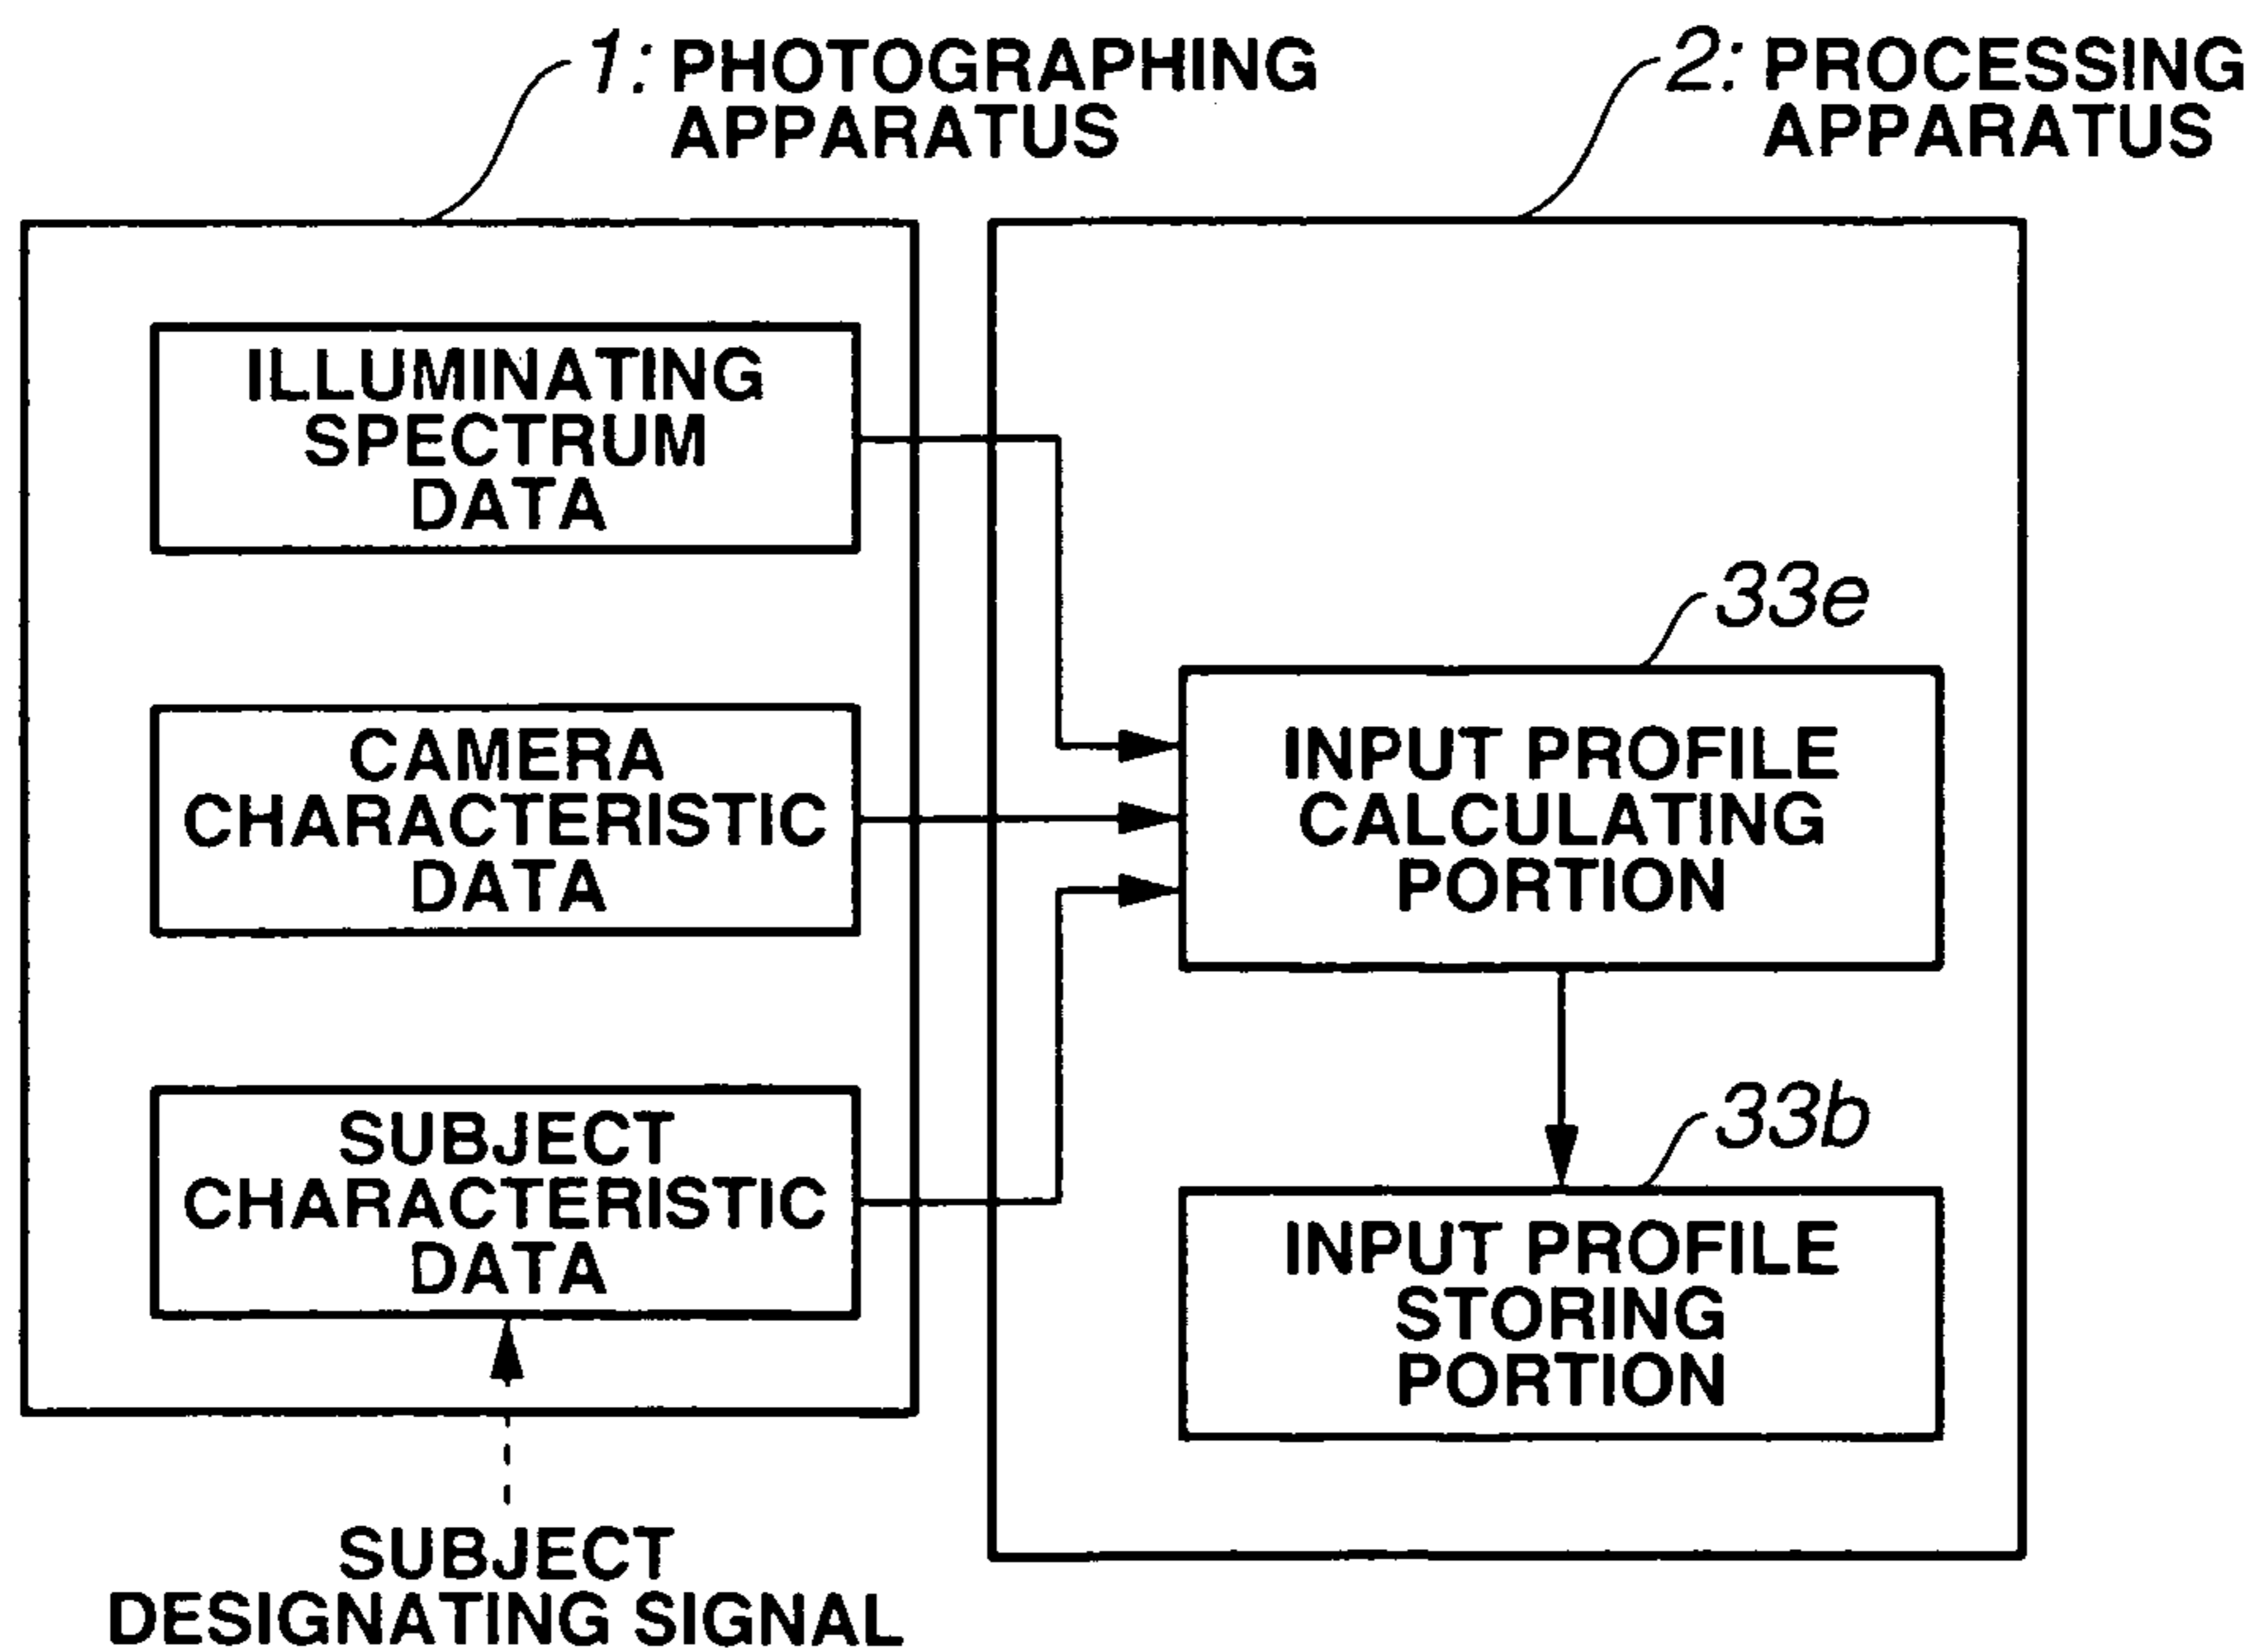 1: PHOTOGRAPHING
APPARATUS
2: PROCESSING
APPARATUS
ILLUMINATING
SPECTRUM
DATA
CAMERA
CHARACTERISTIC
DATA
SUBJECT
CHARACTERISTIC
DATA
SUBJECT
DESIGNATING SIGNAL
33e
INPUT PROFILE
CALCULATING
PORTION
33b
INPUT PROFILE
STORING
PORTION